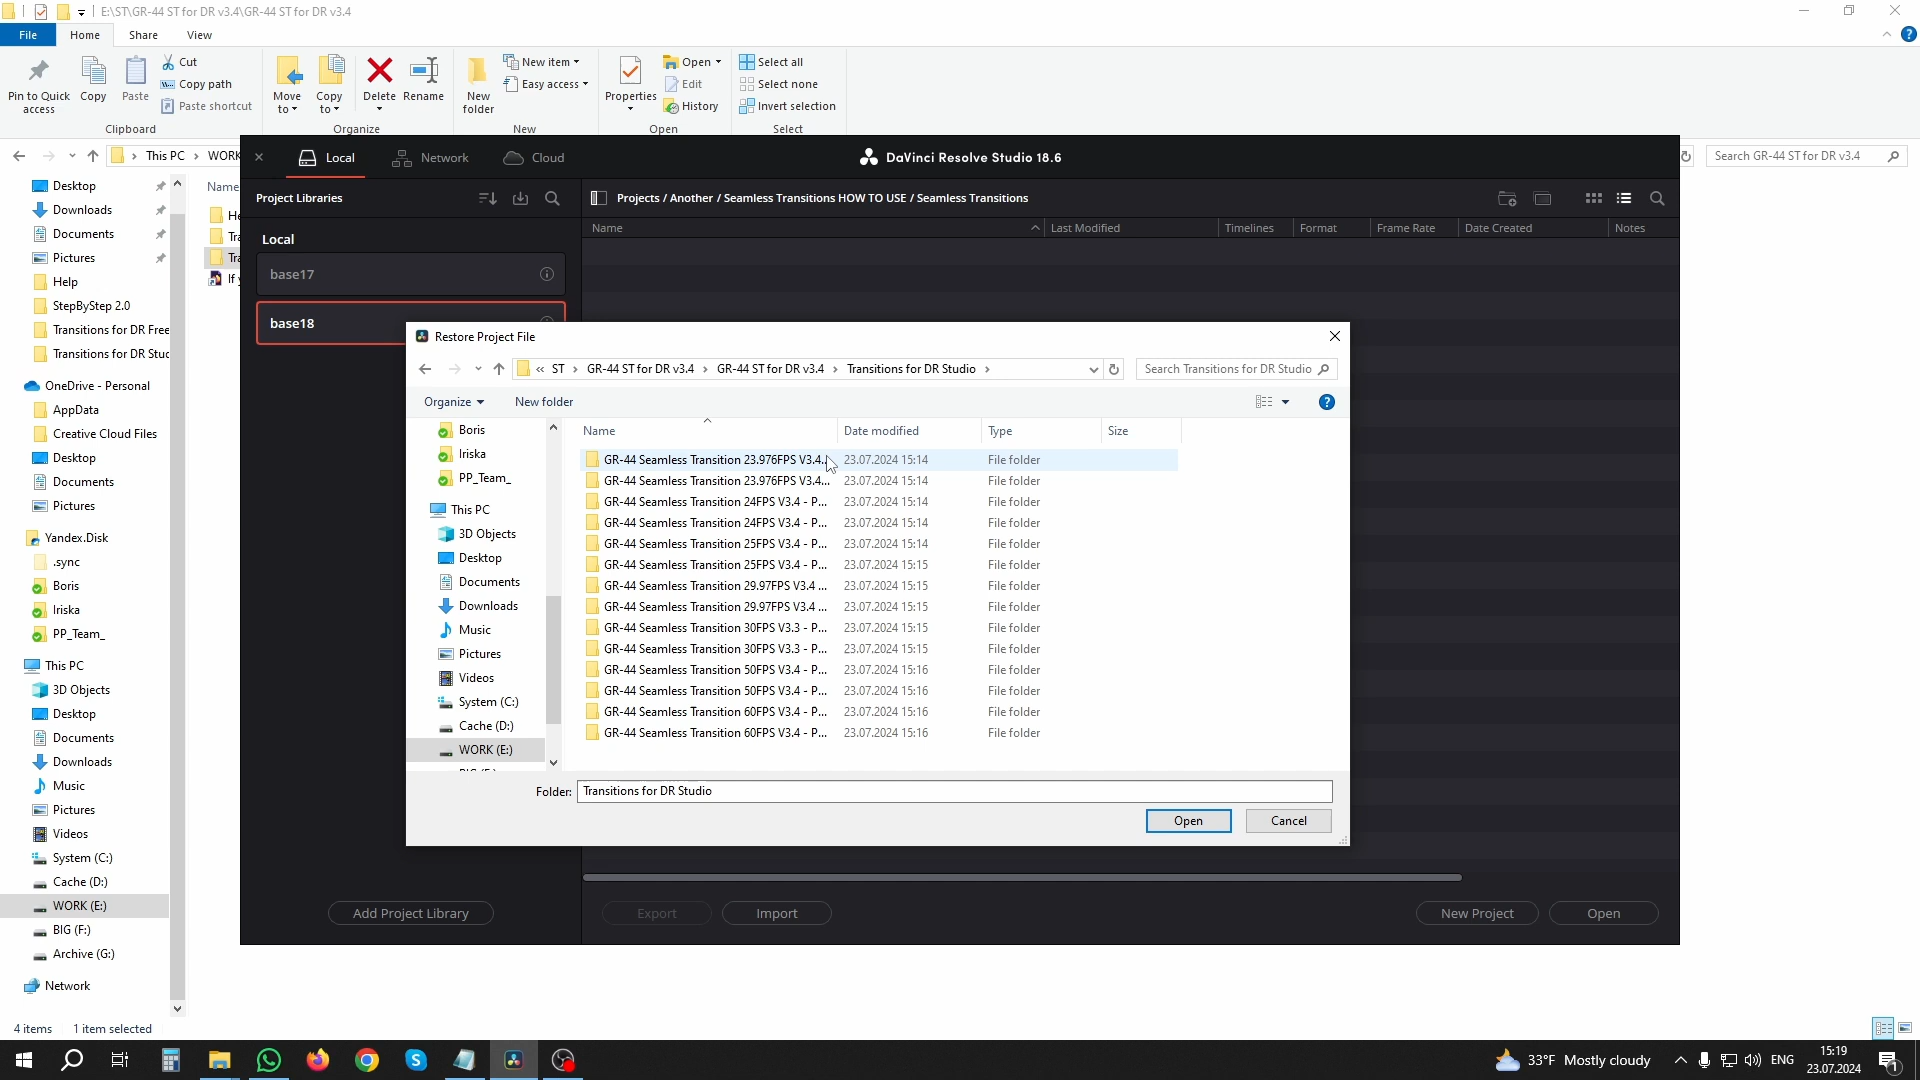 E:\ST\GR-44 ST for DR v3.4\GR-44 ST for DR v3.4
File
Home
Share
View
Pin to Quick access
Copy
Paste
Cut
Copy path
Paste shortcut
Clipboard
Move to
Copy to
Delete
Rename
Organize
New folder
New item
Easy access
New
Properties
Open
Edit
History
Open
Select all
Select none
Invert selection
Select
This PC
WORK
Search GR-44 ST for DR v3.4
Desktop
Downloads
Documents
Pictures
Help
StepByStep 2.0
Transitions for DR Free
Transitions for DR Stud
OneDrive - Personal
AppData
Creative Cloud Files
Desktop
Documents
Pictures
Yandex.Disk
.sync
Boris
Iriska
PP_Team_
This PC
3D Objects
Desktop
Documents
Downloads
Music
Pictures
Videos
System (C:)
Cache (D:)
WORK (E:)
BIG (F:)
Archive (G:)
Network
Name
He
Tra
Tra
If y
4 items
1 item selected
Local
Network
Cloud
DaVinci Resolve Studio 18.6
Project Libraries
Projects / Another / Seamless Transitions HOW TO USE / Seamless Transitions
Name
Last Modified
Timelines
Format
Frame Rate
Date Created
Notes
Local
base17
base18
Add Project Library
Export
Import
New Project
Open
Restore Project File
« ST › GR-44 ST for DR v3.4 › GR-44 ST for DR v3.4 › Transitions for DR Studio ›
Search Transitions for DR Studio
Organize
New folder
Boris
Iriska
PP_Team_
This PC
3D Objects
Desktop
Documents
Downloads
Music
Pictures
Videos
System (C:)
Cache (D:)
WORK (E:)
Name
Date modified
Type
Size
GR-44 Seamless Transition 23.976FPS V3.4... 23.07.2024 15:14 File folder
GR-44 Seamless Transition 23.976FPS V3.4... 23.07.2024 15:14 File folder
GR-44 Seamless Transition 24FPS V3.4 - P... 23.07.2024 15:14 File folder
GR-44 Seamless Transition 24FPS V3.4 - P... 23.07.2024 15:14 File folder
GR-44 Seamless Transition 25FPS V3.4 - P... 23.07.2024 15:14 File folder
GR-44 Seamless Transition 25FPS V3.4 - P... 23.07.2024 15:15 File folder
GR-44 Seamless Transition 29.97FPS V3.4 ... 23.07.2024 15:15 File folder
GR-44 Seamless Transition 29.97FPS V3.4 ... 23.07.2024 15:15 File folder
GR-44 Seamless Transition 30FPS V3.3 - P... 23.07.2024 15:15 File folder
GR-44 Seamless Transition 30FPS V3.3 - P... 23.07.2024 15:15 File folder
GR-44 Seamless Transition 50FPS V3.4 - P... 23.07.2024 15:16 File folder
GR-44 Seamless Transition 50FPS V3.4 - P... 23.07.2024 15:16 File folder
GR-44 Seamless Transition 60FPS V3.4 - P... 23.07.2024 15:16 File folder
GR-44 Seamless Transition 60FPS V3.4 - P... 23.07.2024 15:16 File folder
Folder: Transitions for DR Studio
Open
Cancel
33°F Mostly cloudy
ENG
15:19
23.07.2024
1